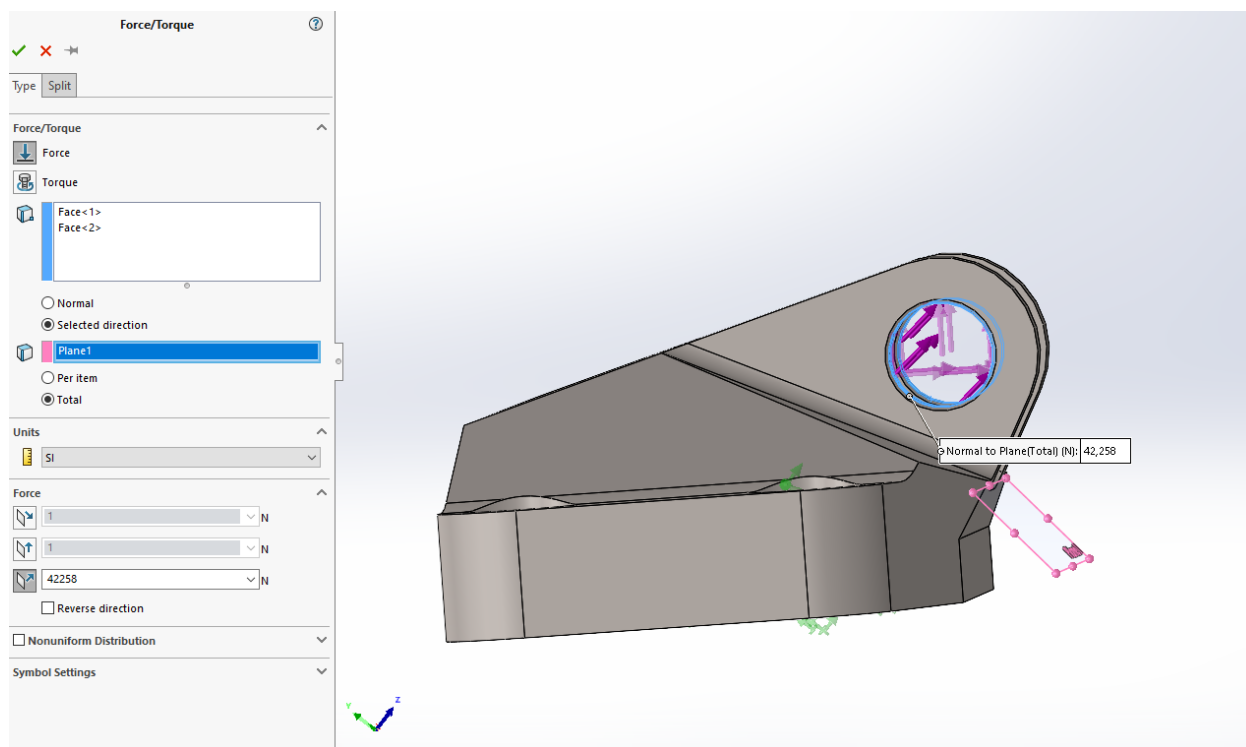 Force/Torque
Type Split
Force/Torque
Force
Torque
Face<1>
Face<2>
Normal
Selected direction
Plane1
Per item
Total
Units
SI
Force
1 N
1 N
42258 N
Reverse direction
Nonuniform Distribution
Symbol Settings
Normal to Plane(Total) (N): 42,258
Y Z